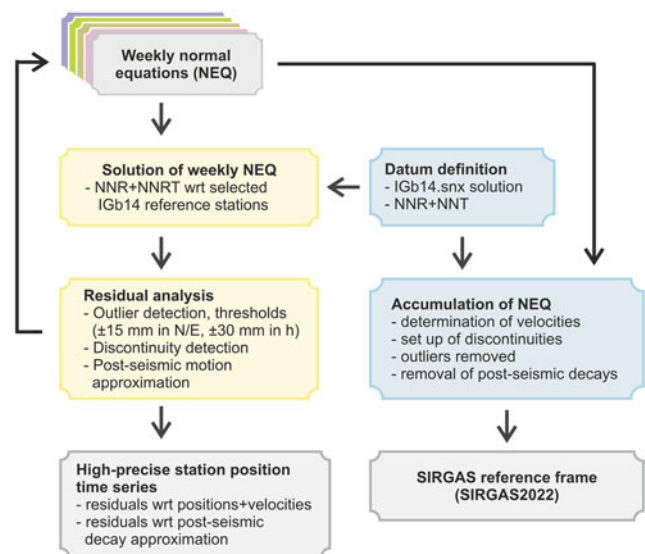 Weekly normal
equations (NEQ)
Solution of weekly NEQ
- NNR+NNRT wrt selected
IGb14 reference stations
Datum definition
- IGb14.snx solution
- NNR+NNT
Residual analysis
- Outlier detection, thresholds
(±15 mm in N/E, ±30 mm in h)
- Discontinuity detection
- Post-seismic motion
approximation
Accumulation of NEQ
- determination of velocities
- set up of discontinuities
- outliers removed
- removal of post-seismic decays
High-precise station position
time series
- residuals wrt positions+velocities
- residuals wrt post-seismic
decay approximation
SIRGAS reference frame
(SIRGAS2022)